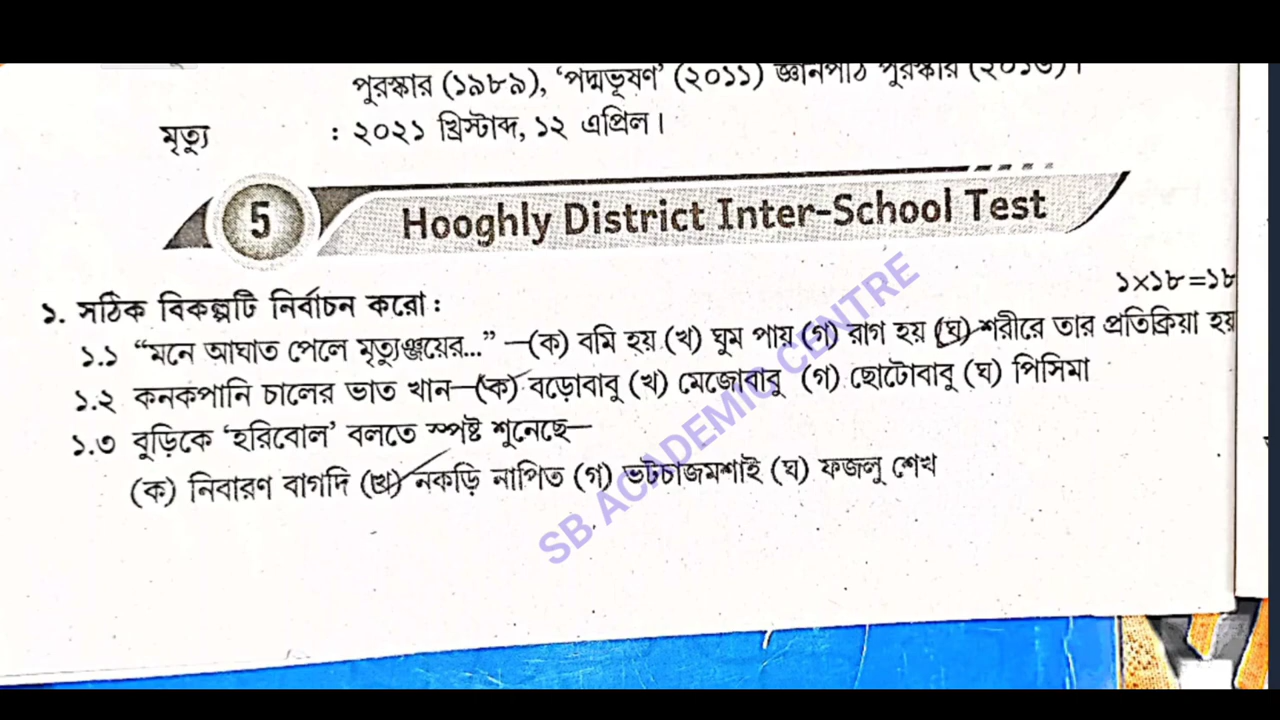 পুরস্কার (১৯৮৯), ‘পদ্মভূষণ’ (২০১১) জ্ঞানপীঠ পুরস্কার (২০১৬)।
মৃত্যু : ২০২১ খ্রিস্টাব্দ, ১২ এপ্রিল।
5 Hooghly District Inter-School Test
১. সঠিক বিকল্পটি নির্বাচন করো : ১×১৮=১৮
১.১ “মনে আঘাত পেলে মৃত্যুঞ্জয়ের...” —(ক) বমি হয় (খ) ঘুম পায় (গ) রাগ হয় (ঘ) শরীরে তার প্রতিক্রিয়া হয়
১.২ কনকপানি চালের ভাত খান—(ক) বড়োবাবু (খ) মেজোবাবু (গ) ছোটোবাবু (ঘ) পিসিমা
১.৩ বুড়িকে ‘হরিবোল’ বলতে স্পষ্ট শুনেছে—
(ক) নিবারণ বাগদি (খ) নকড়ি নাপিত (গ) ভটচাজমশাই (ঘ) ফজলু শেখ
SB ACADEMIC CENTRE